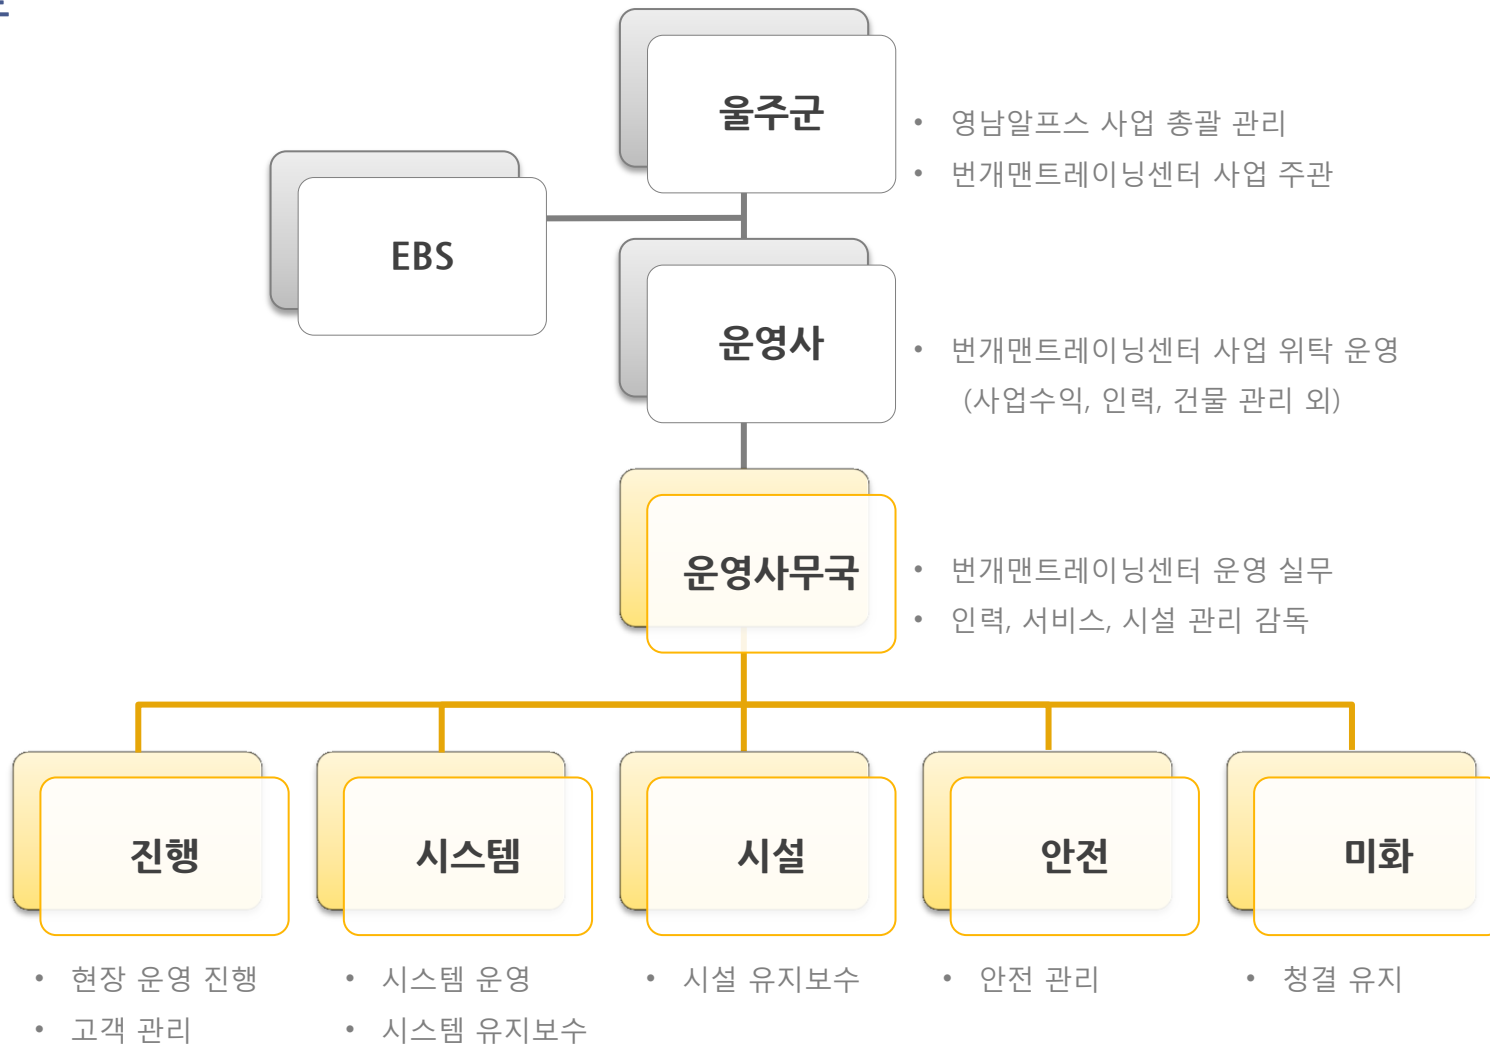 울주군
• 영남알프스 사업 총괄 관리
• 번개맨트레이닝센터 사업 주관
EBS
운영사
• 번개맨트레이닝센터 사업 위탁 운영
(사업수익, 인력, 건물 관리 외)
운영사무국
• 번개맨트레이닝센터 운영 실무
• 인력, 서비스, 시설 관리 감독
진행
시스템
시설
안전
미화
• 현장 운영 진행
• 고객 관리
• 시스템 운영
• 시스템 유지보수
• 시설 유지보수
• 안전 관리
• 청결 유지